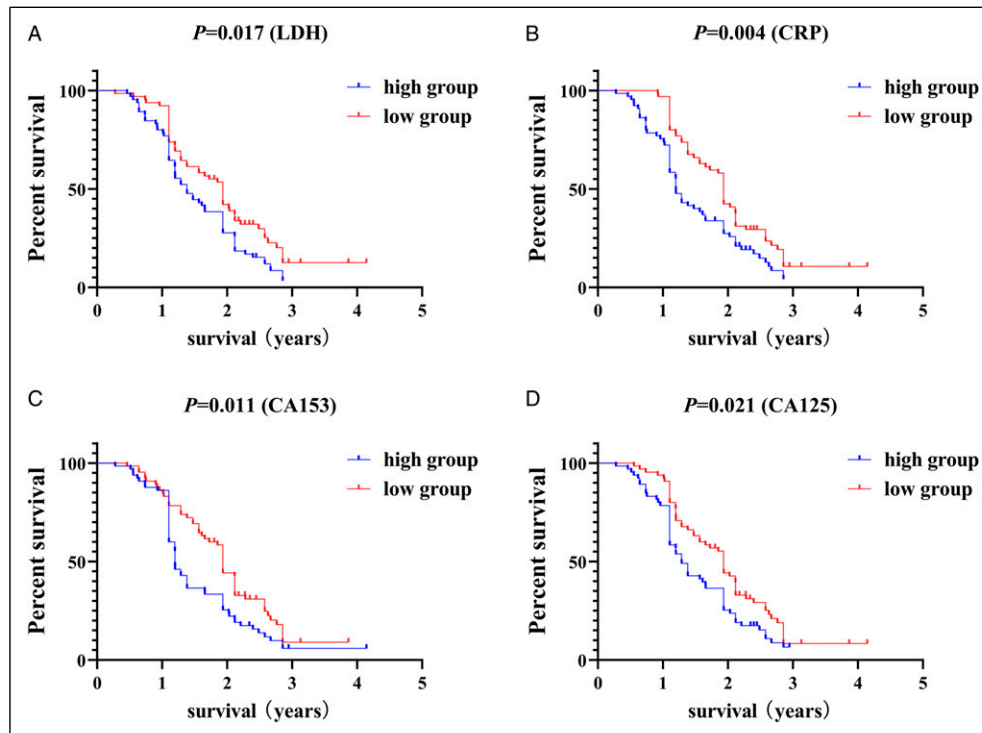 A
P=0.017 (LDH)
high group
low group
Percent survival
100
50
0
0 1 2 3 4 5
survival（years）
B
P=0.004 (CRP)
high group
low group
Percent survival
100
50
0
0 1 2 3 4 5
survival（years）
C
P=0.011 (CA153)
high group
low group
Percent survival
100
50
0
0 1 2 3 4 5
survival（years）
D
P=0.021 (CA125)
high group
low group
Percent survival
100
50
0
0 1 2 3 4 5
survival（years）